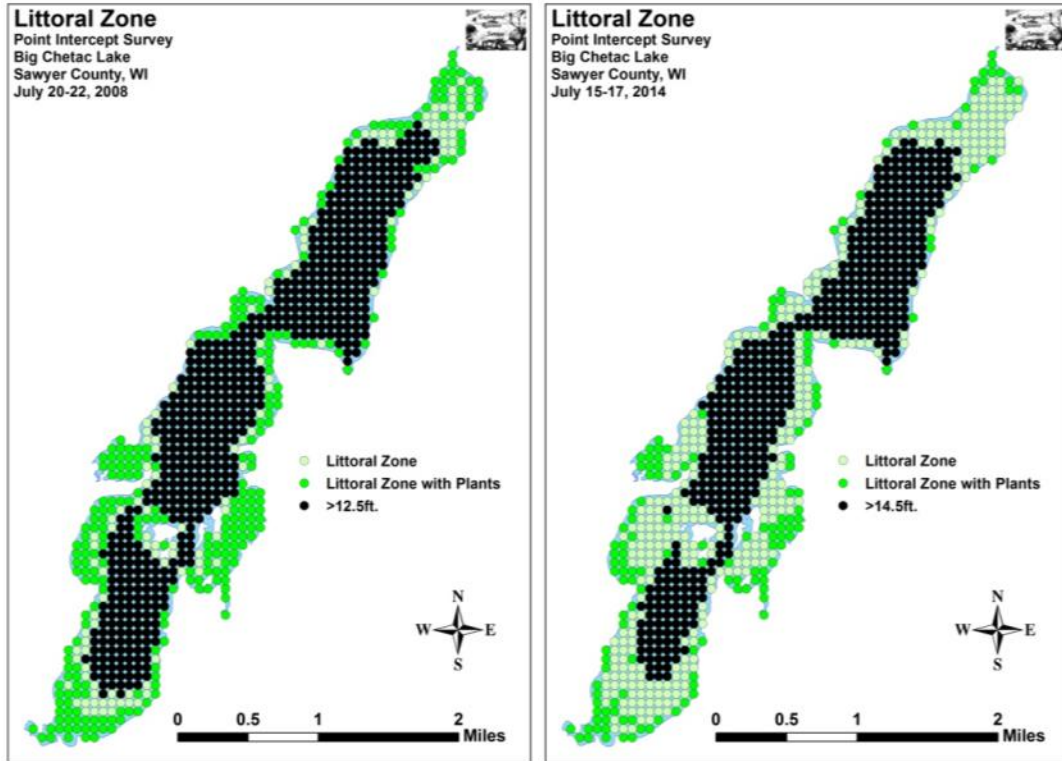 Littoral Zone
Point Intercept Survey
Big Chetac Lake
Sawyer County, WI
July 20-22, 2008
Littoral Zone
Littoral Zone with Plants
>12.5ft.
N
W E
S
0 0.5 1 2
Miles
Littoral Zone
Point Intercept Survey
Big Chetac Lake
Sawyer County, WI
July 15-17, 2014
Littoral Zone
Littoral Zone with Plants
>14.5ft.
N
W E
S
0 0.5 1 2
Miles